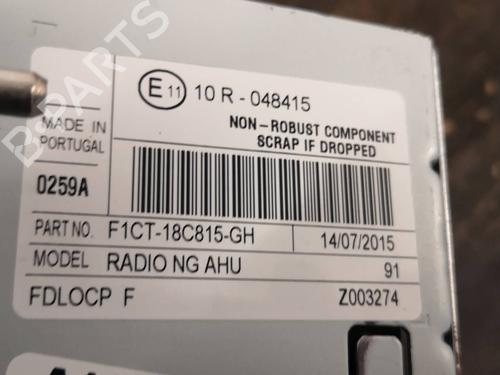 E11 10 R - 048415
NON-ROBUST COMPONENT
SCRAP IF DROPPED
MADE IN
PORTUGAL
0259A
PART NO. F1CT-18C815-GH 14/07/2015
MODEL RADIO NG AHU 91
FDLOCP F Z003274
B-PARTS